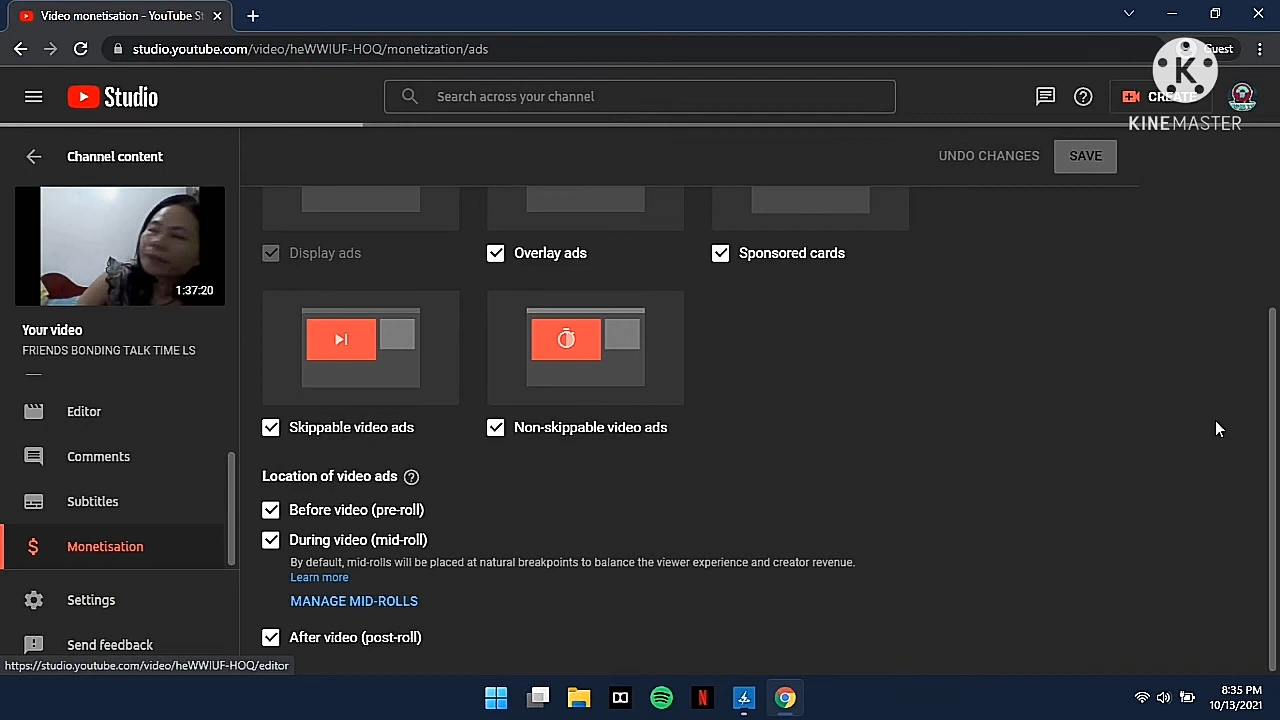 Video monetisation - YouTube St
studio.youtube.com/video/heWWIUF-HOQ/monetization/ads
Guest
Studio
Search across your channel
CREATE
K
KINEMASTER
Channel content
UNDO CHANGES
SAVE
1:37:20
Your video
FRIENDS BONDING TALK TIME LS
Display ads
Overlay ads
Sponsored cards
Skippable video ads
Non-skippable video ads
Editor
Comments
Subtitles
Monetisation
Settings
Send feedback
Location of video ads
Before video (pre-roll)
During video (mid-roll)
By default, mid-rolls will be placed at natural breakpoints to balance the viewer experience and creator revenue.
Learn more
MANAGE MID-ROLLS
After video (post-roll)
https://studio.youtube.com/video/heWWIUF-HOQ/editor
8:35 PM
10/13/2021